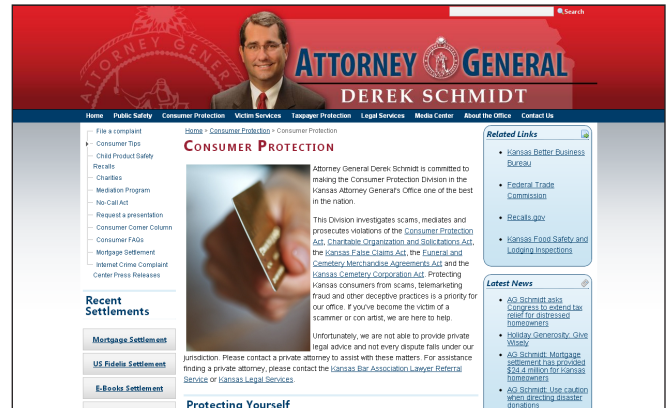 Search
ATTORNEY GENERAL
DEREK SCHMIDT
Home Public Safety Consumer Protection Victim Services Taxpayer Protection Legal Services Media Center About the Office Contact Us
File a complaint
Consumer Tips
Child Product Safety
Recalls
Charities
Mediation Program
No-Call Act
Request a presentation
Consumer Corner Column
Consumer FAQs
Mortgage Settlement
Internet Crime Complaint
Center Press Releases
Recent
Settlements
Mortgage Settlement
US Fidelis Settlement
E-Books Settlement
Home > Consumer Protection > Consumer Protection
CONSUMER PROTECTION
Attorney General Derek Schmidt is committed to
making the Consumer Protection Division in the
Kansas Attorney General's Office one of the best
in the nation.
This Division investigates scams, mediates and
prosecutes violations of the Consumer Protection
Act, Charitable Organization and Solicitations Act,
the Kansas False Claims Act, the Funeral and
Cemetery Merchandise Agreements Act and the
Kansas Cemetery Corporation Act. Protecting
Kansas consumers from scams, telemarketing
fraud and other deceptive practices is a priority for
our office. If you've become the victim of a
scammer or con artist, we are here to help.
Unfortunately, we are not able to provide private
legal advice and not every dispute falls under our
jurisdiction. Please contact a private attorney to assist with these matters. For assistance
finding a private attorney, please contact the Kansas Bar Association Lawyer Referral
Service or Kansas Legal Services.
Protecting Yourself
Related Links
Kansas Better Business
Bureau
Federal Trade
Commission
Recalls.gov
Kansas Food Safety and
Lodging Inspections
Latest News
AG Schmidt asks
Congress to extend tax
relief for distressed
homeowners
Holiday Generosity: Give
Wisely
AG Schmidt: Mortgage
settlement has provided
$24.4 million for Kansas
homeowners
AG Schmidt: Use caution
when directing disaster
donations